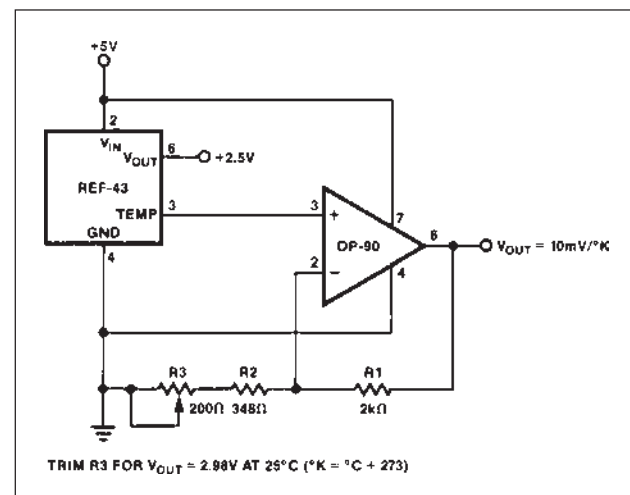 +5V
2
VIN
VOUT
6
+2.5V
REF-43
TEMP
3
GND
4
3
+
7
OP-90
6
VOUT = 10mV/°K
2
–
4
R3
R2
R1
200Ω
348Ω
2kΩ
TRIM R3 FOR VOUT = 2.98V AT 25°C (°K = °C + 273)